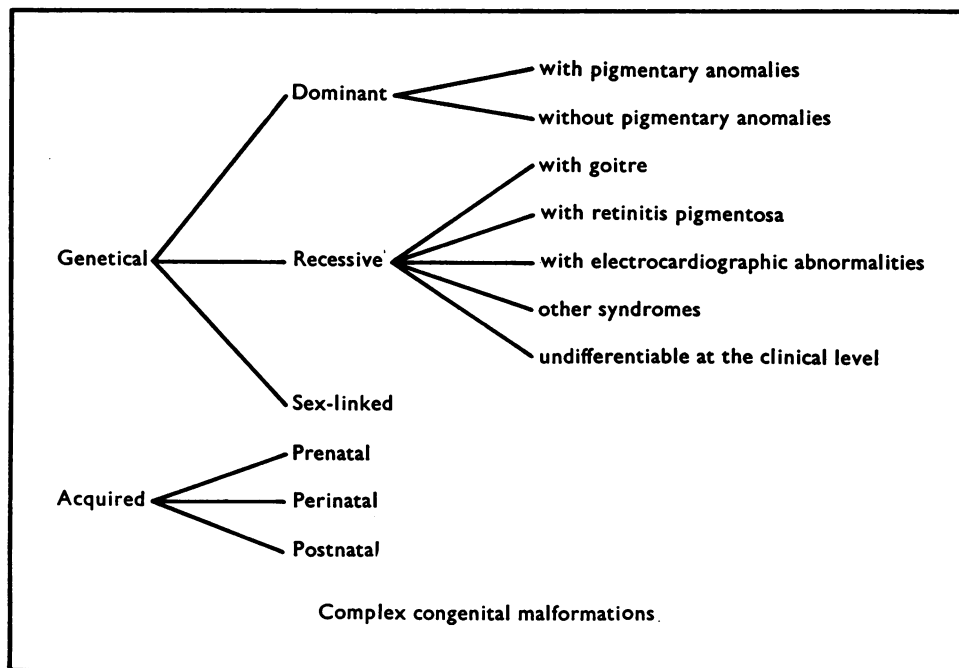 with pigmentary anomalies
Dominant
without pigmentary anomalies
with goitre
with retinitis pigmentosa
Genetical
Recessive
with electrocardiographic abnormalities
other syndromes
undifferentiable at the clinical level
Sex-linked
Prenatal
Acquired
Perinatal
Postnatal
Complex congenital malformations